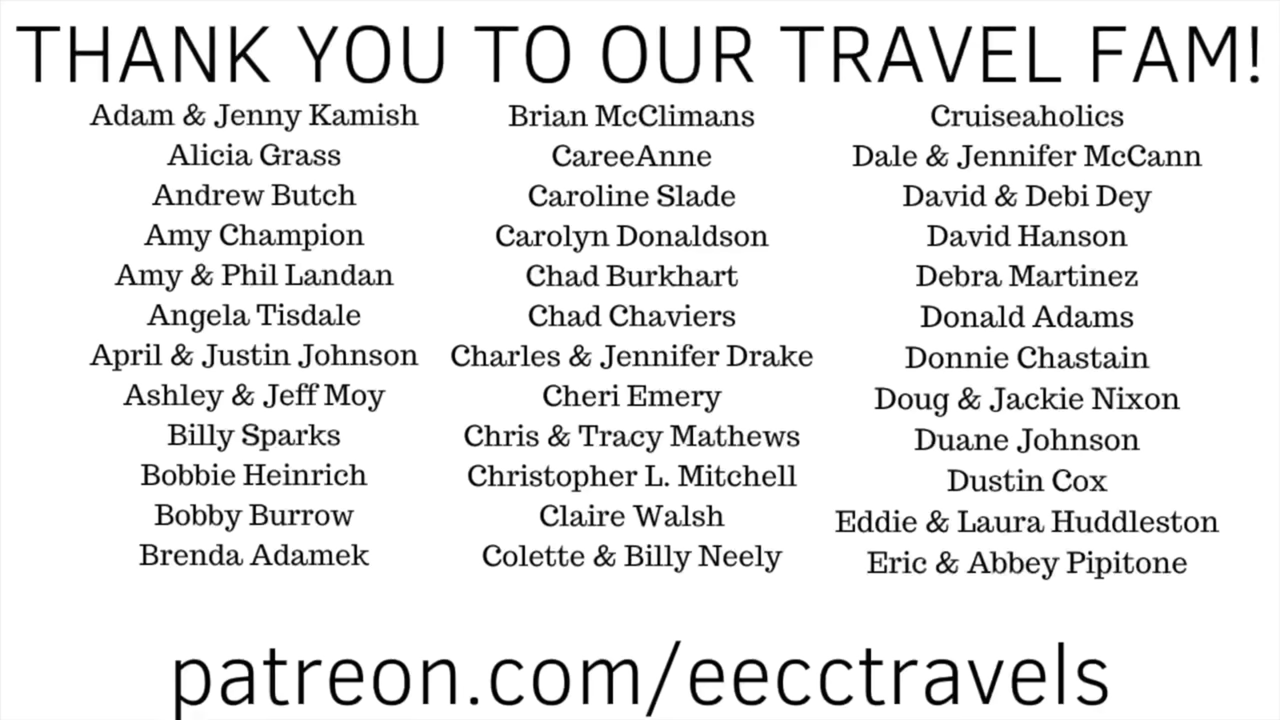 THANK YOU TO OUR TRAVEL FAM!
Adam & Jenny Kamish
Alicia Grass
Andrew Butch
Amy Champion
Amy & Phil Landan
Angela Tisdale
April & Justin Johnson
Ashley & Jeff Moy
Billy Sparks
Bobbie Heinrich
Bobby Burrow
Brenda Adamek
Brian McClimans
CareeAnne
Caroline Slade
Carolyn Donaldson
Chad Burkhart
Chad Chaviers
Charles & Jennifer Drake
Cheri Emery
Chris & Tracy Mathews
Christopher L. Mitchell
Claire Walsh
Colette & Billy Neely
Cruiseaholics
Dale & Jennifer McCann
David & Debi Dey
David Hanson
Debra Martinez
Donald Adams
Donnie Chastain
Doug & Jackie Nixon
Duane Johnson
Dustin Cox
Eddie & Laura Huddleston
Eric & Abbey Pipitone
patreon.com/eecctravels